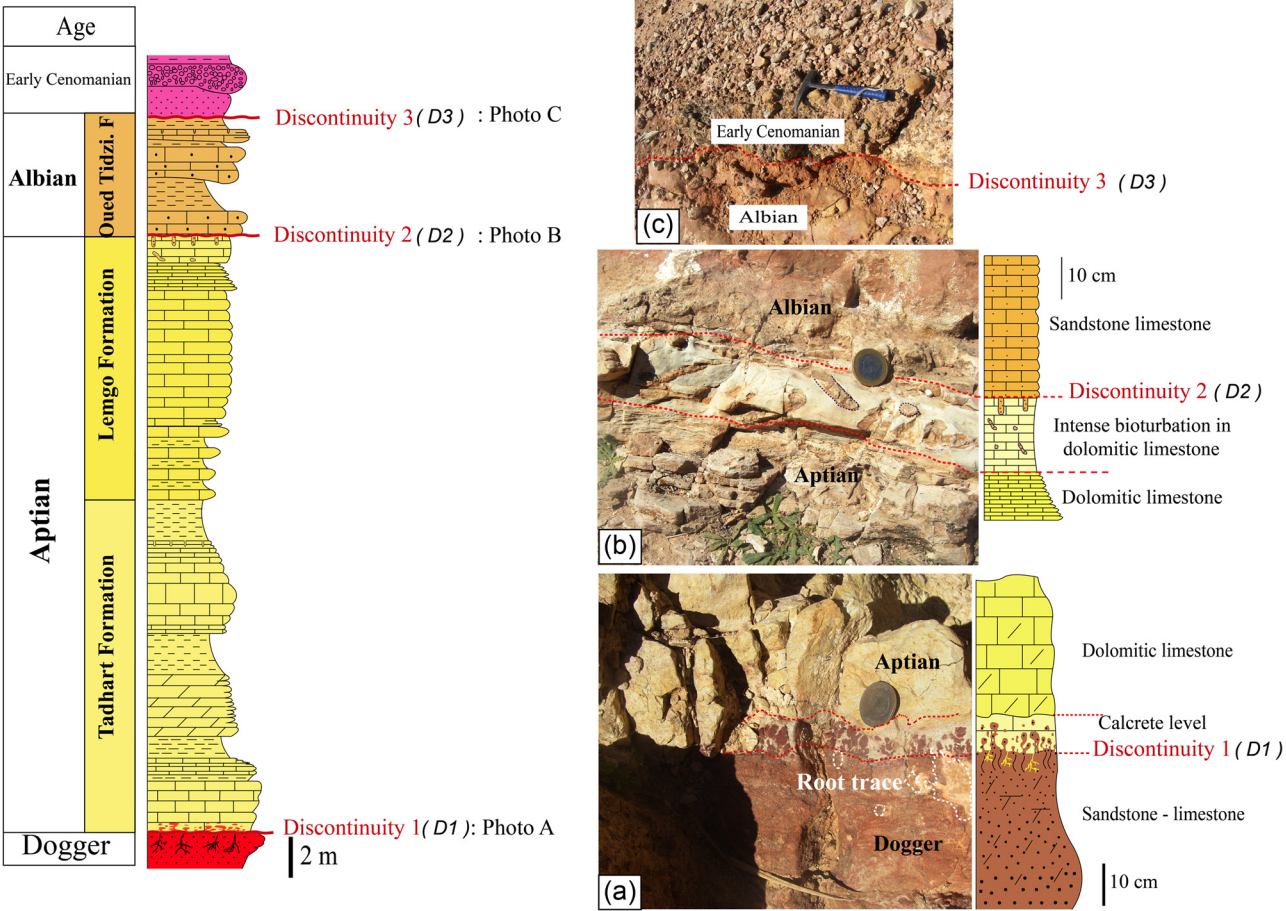 Age
Early Cenomanian
Albian
Oued Tidzi. F
Aptian
Lemgo Formation
Tadhart Formation
Dogger
Discontinuity 3 ( D3 ) : Photo C
Discontinuity 2 ( D2 ) : Photo B
Discontinuity 1 ( D1 ): Photo A
2 m
Early Cenomanian
Albian
(c)
Discontinuity 3 ( D3 )
Albian
Aptian
(b)
10 cm
Sandstone limestone
Discontinuity 2 ( D2 )
Intense bioturbation in
dolomitic limestone
Dolomitic limestone
Aptian
Root trace
Dogger
(a)
Dolomitic limestone
Calcrete level
Discontinuity 1 ( D1 )
Sandstone - limestone
10 cm